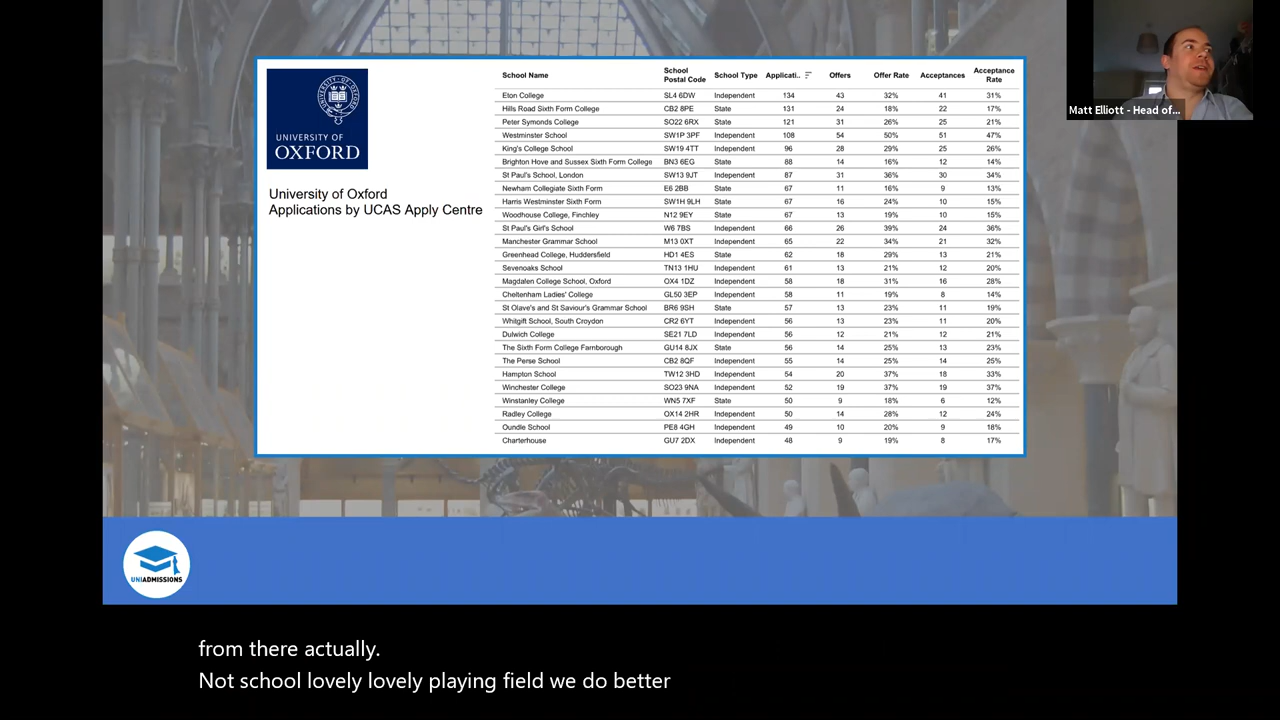 UNIVERSITY OF
OXFORD
University of Oxford
Applications by UCAS Apply Centre
School Name School Postal Code School Type Applicati.. Offers Offer Rate Acceptances Acceptance Rate
Eton College SL4 6DW Independent 134 43 32% 41 31%
Hills Road Sixth Form College CB2 8PE State 131 24 18% 22 17%
Peter Symonds College SO22 6RX State 121 31 26% 25 21%
Westminster School SW1P 3PF Independent 108 54 50% 51 47%
King's College School SW19 4TT Independent 96 28 29% 25 26%
Brighton Hove and Sussex Sixth Form College BN3 6EG State 88 14 16% 12 14%
St Paul's School, London SW13 9JT Independent 87 31 36% 30 34%
Newham Collegiate Sixth Form E6 2BB State 67 11 16% 9 13%
Harris Westminster Sixth Form SW1H 9LH State 67 16 24% 10 15%
Woodhouse College, Finchley N12 9EY State 67 13 19% 10 15%
St Paul's Girl's School W6 7BS Independent 66 26 39% 24 36%
Manchester Grammar School M13 0XT Independent 65 22 34% 21 32%
Greenhead College, Huddersfield HD1 4ES State 62 18 29% 13 21%
Sevenoaks School TN13 1HU Independent 61 13 21% 12 20%
Magdalen College School, Oxford OX4 1DZ Independent 58 18 31% 16 28%
Cheltenham Ladies' College GL50 3EP Independent 58 11 19% 8 14%
St Olave's and St Saviour's Grammar School BR6 9SH State 57 13 23% 11 19%
Whitgift School, South Croydon CR2 6YT Independent 56 13 23% 11 20%
Dulwich College SE21 7LD Independent 56 12 21% 12 21%
The Sixth Form College Farnborough GU14 8JX State 56 14 25% 13 23%
The Perse School CB2 8QF Independent 55 14 25% 14 25%
Hampton School TW12 3HD Independent 54 20 37% 18 33%
Winchester College SO23 9NA Independent 52 19 37% 19 37%
Winstanley College WN5 7XF State 50 9 18% 6 12%
Radley College OX14 2HR Independent 50 14 28% 12 24%
Oundle School PE8 4GH Independent 49 10 20% 9 18%
Charterhouse GU7 2DX Independent 48 9 19% 8 17%
Matt Elliott - Head of...
UNIADMISSIONS
from there actually.
Not school lovely lovely playing field we do better